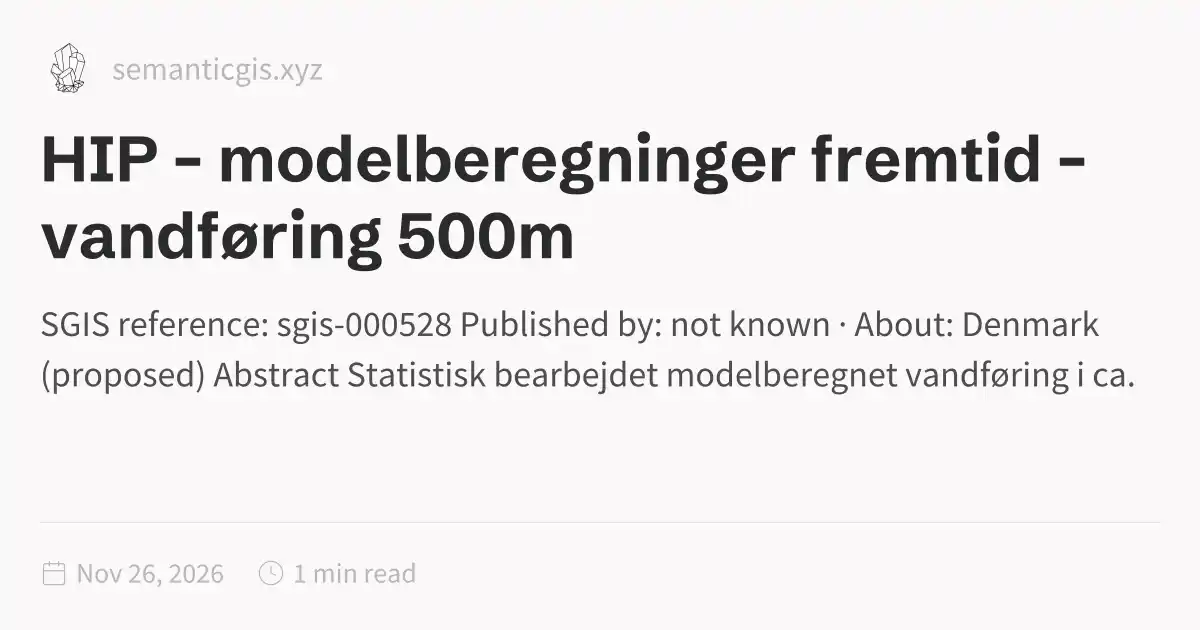 semanticgis.xyz
HIP – modelberegninger fremtid –
vandføring 500m
SGIS reference: sgis-000528 Published by: not known · About: Denmark
(proposed) Abstract Statistisk bearbejdet modelberegnet vandføring i ca.
Nov 26, 2026 1 min read